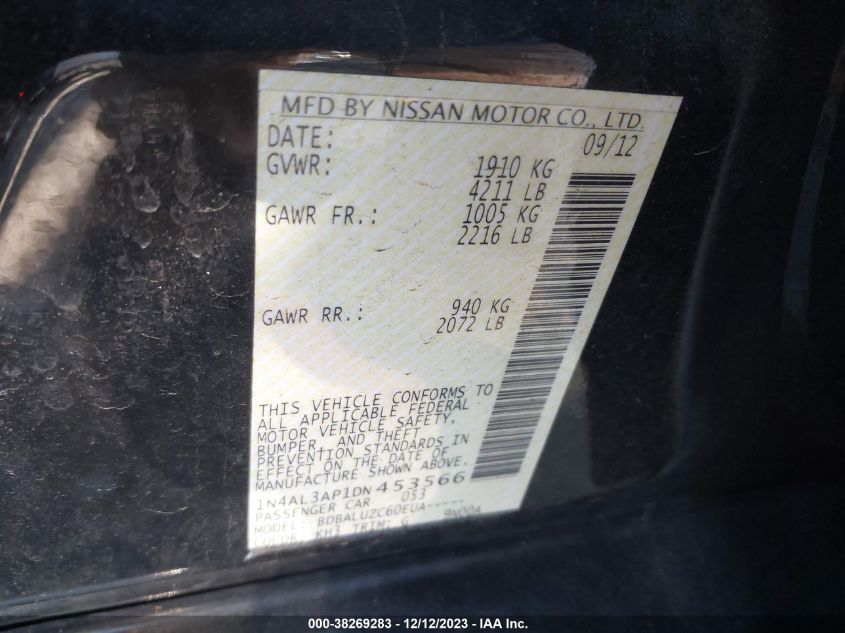 MFD BY NISSAN MOTOR CO., LTD.
DATE: 09/12
GVWR: 1910 KG
4211 LB
GAWR FR.: 1005 KG
2216 LB
GAWR RR.: 940 KG
2072 LB
THIS VEHICLE CONFORMS TO
ALL APPLICABLE FEDERAL
MOTOR VEHICLE SAFETY,
BUMPER, AND THEFT
PREVENTION STANDARDS IN
EFFECT ON THE DATE OF
MANUFACTURE SHOWN ABOVE.
1N4AL3AP1DN453566
PASSENGER CAR 053
MODEL: BDBALUZC60EUA-----
COLOR: KH3 TRIM: G
000-38269283 - 12/12/2023 - IAA Inc.